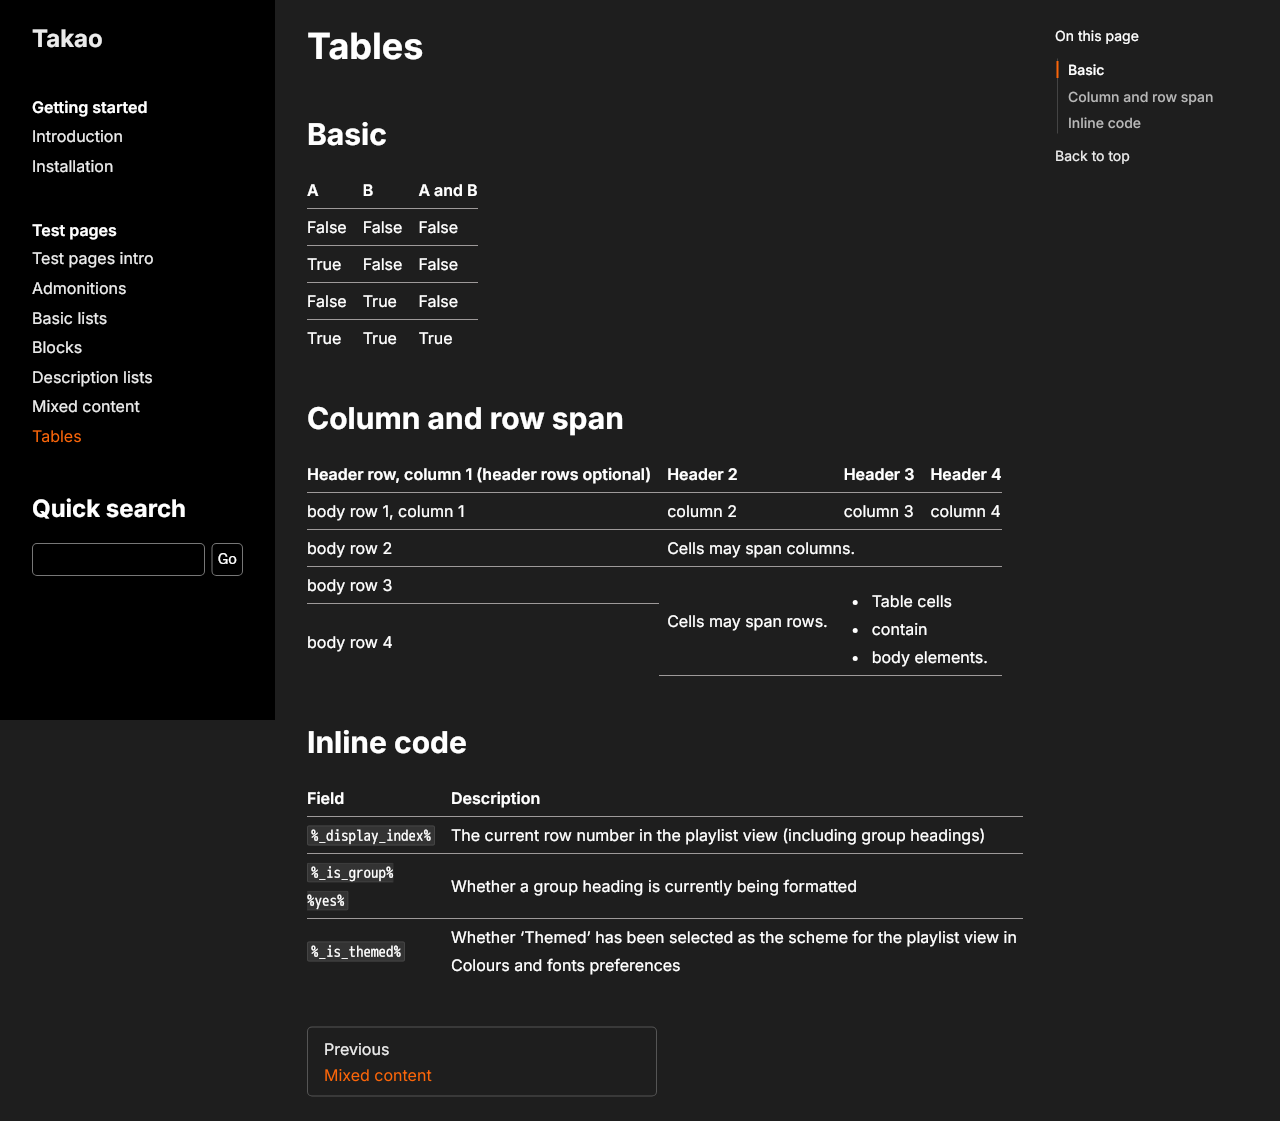 Takao
Getting started
Introduction
Installation
Test pages
Test pages intro
Admonitions
Basic lists
Blocks
Description lists
Mixed content
Tables
Quick search
Go
Tables
Basic
A B A and B
False False False
True False False
False True False
True True True
Column and row span
Header row, column 1 (header rows optional) Header 2 Header 3 Header 4
body row 1, column 1 column 2 column 3 column 4
body row 2 Cells may span columns.
body row 3
Cells may span rows.
• Table cells
• contain
• body elements.
body row 4
Inline code
Field Description
%_display_index% The current row number in the playlist view (including group headings)
%_is_group%
%yes%
Whether a group heading is currently being formatted
%_is_themed%
Whether ‘Themed’ has been selected as the scheme for the playlist view in
Colours and fonts preferences
Previous
Mixed content
On this page
Basic
Column and row span
Inline code
Back to top